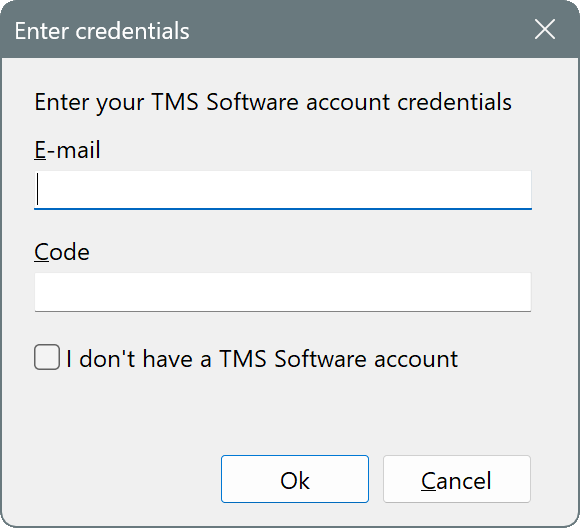 Enter credentials
Enter your TMS Software account credentials
E-mail
Code
I don't have a TMS Software account
Ok
Cancel